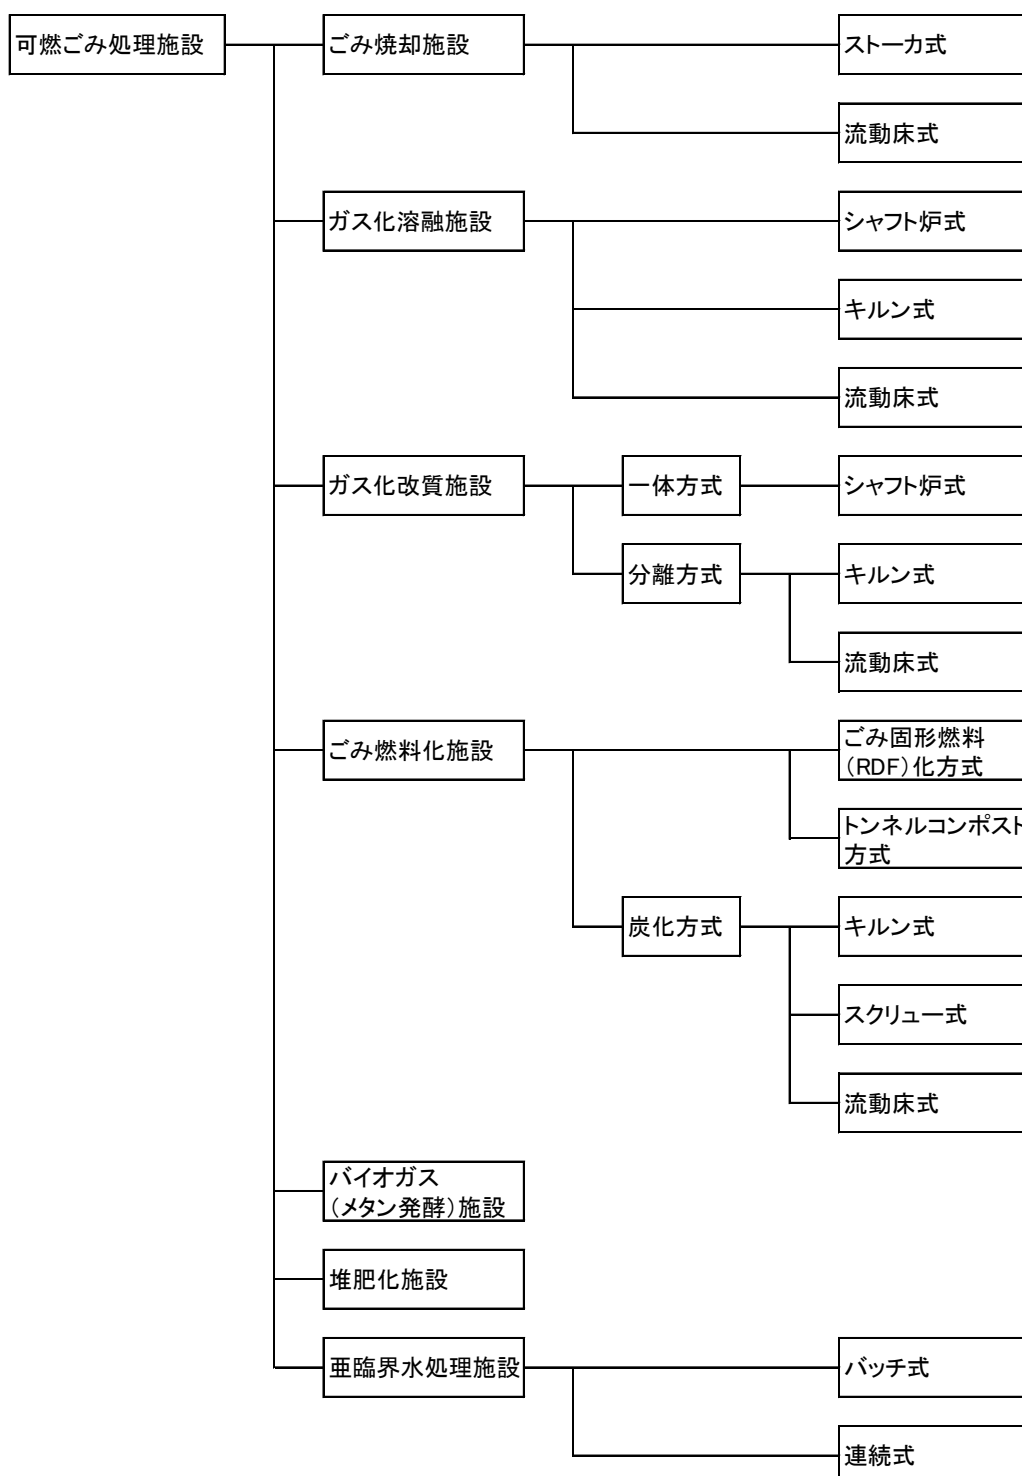 可燃ごみ処理施設
ごみ焼却施設
ストーカ式
流動床式
ガス化溶融施設
シャフト炉式
キルン式
流動床式
ガス化改質施設
一体方式
シャフト炉式
分離方式
キルン式
流動床式
ごみ燃料化施設
ごみ固形燃料
（RDF）化方式
トンネルコンポスト
方式
炭化方式
キルン式
スクリュー式
流動床式
バイオガス
（メタン発酵）施設
堆肥化施設
亜臨界水処理施設
バッチ式
連続式